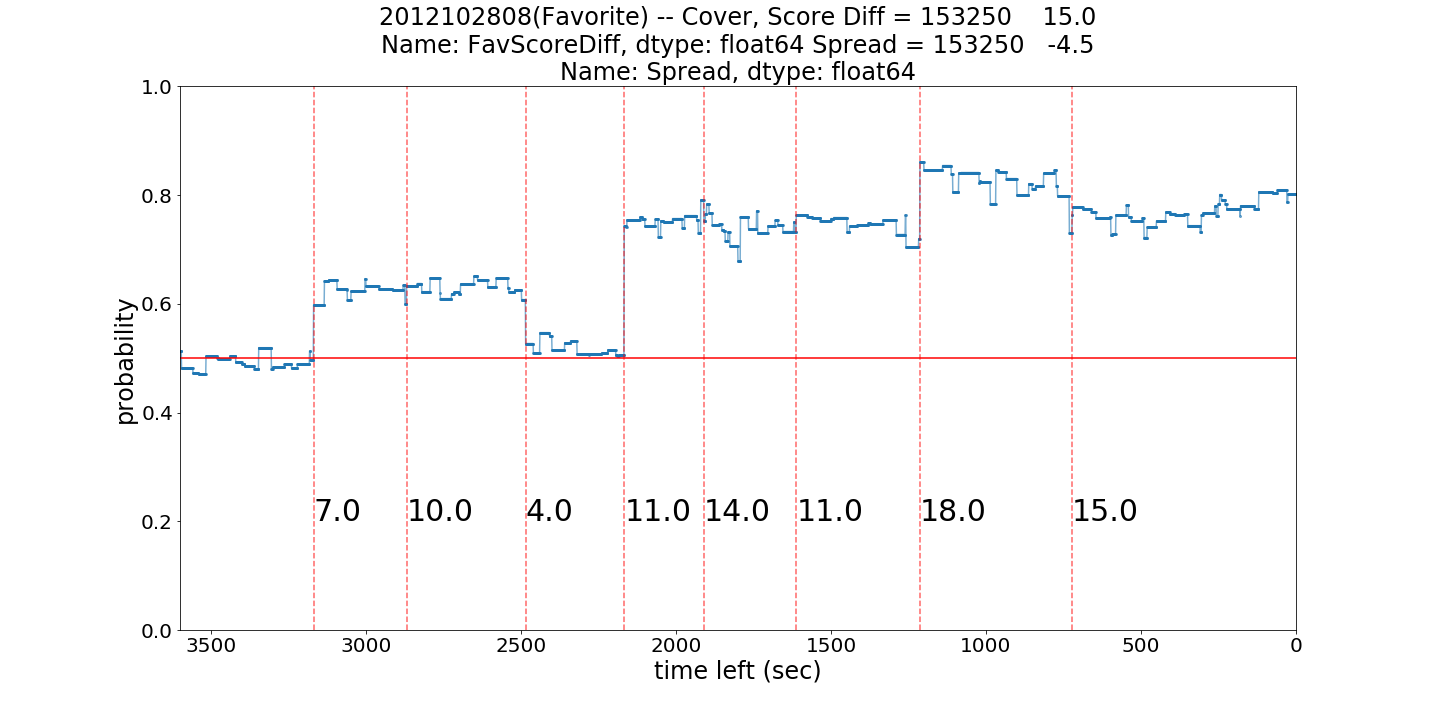 2012102808(Favorite) -- Cover, Score Diff = 153250    15.0
Name: FavScoreDiff, dtype: float64 Spread = 153250   -4.5
Name: Spread, dtype: float64
1.0
0.8
0.6
0.4
0.2
0.0
probability
7.0 10.0 4.0 11.0 14.0 11.0 18.0 15.0
3500 3000 2500 2000 1500 1000 500 0
time left (sec)